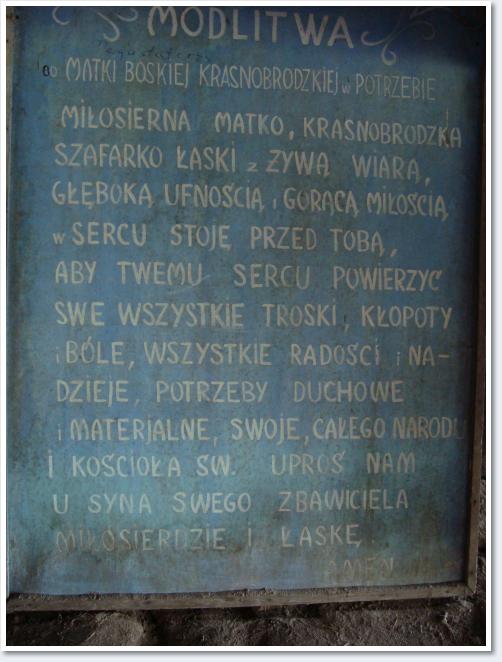 MODLITWA
DO MATKI BOSKIEJ KRASNOBRODZKIEJ W POTRZEBIE
MIŁOSIERNA MATKO, KRASNOBRODZKA
SZAFARKO ŁASKI Z ŻYWĄ WIARĄ,
GŁĘBOKĄ UFNOŚCIĄ I GORĄCĄ MIŁOŚCIĄ
W SERCU STOJĘ PRZED TOBĄ,
ABY TWEMU SERCU POWIERZYĆ
SWE WSZYSTKIE TROSKI, KŁOPOTY
I BÓLE, WSZYSTKIE RADOŚCI I NA-
DZIEJE, POTRZEBY DUCHOWE
I MATERJALNE, SWOJE, CAŁEGO NARODU
I KOŚCIOŁA ŚW. UPROŚ NAM
U SYNA SWEGO ZBAWICIELA
MIŁOSIERDZIE I ŁASKĘ.
AMEN